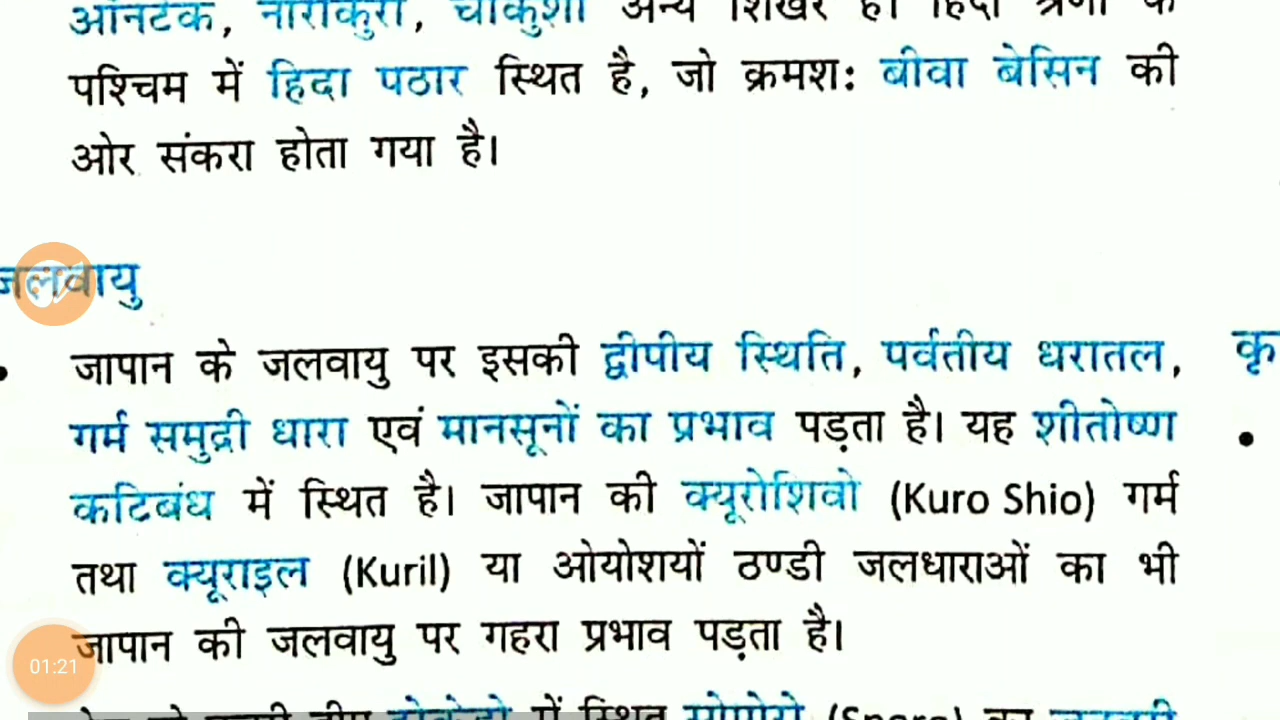 अन्य शिखर हैं। हिदा श्रेणी के
पश्चिम में हिदा पठार स्थित है, जो क्रमश: बीवा बेसिन की
ओर संकरा होता गया है।
जलवायु
• जापान के जलवायु पर इसकी द्वीपीय स्थिति, पर्वतीय धरातल,
गर्म समुद्री धारा एवं मानसूनों का प्रभाव पड़ता है। यह शीतोष्ण
कटिबंध में स्थित है। जापान की क्यूरोशिवो (Kuro Shio) गर्म
तथा क्यूराइल (Kuril) या ओयोशयों ठण्डी जलधाराओं का भी
जापान की जलवायु पर गहरा प्रभाव पड़ता है।
में स्थित
कृ
•
01:21